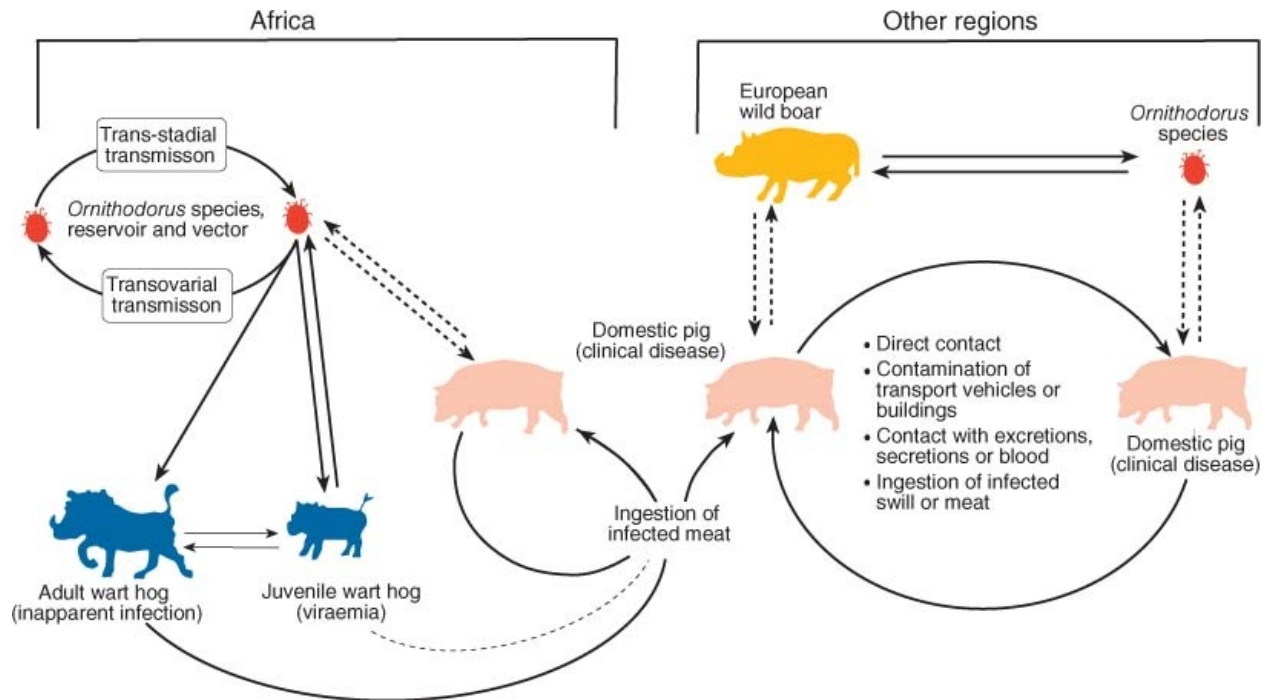 Africa
Other regions
Trans-stadial
transmisson
Ornithodorus species,
reservoir and vector
Transovarial
transmisson
Adult wart hog
(inapparent infection)
Juvenile wart hog
(viraemia)
Ingestion of
infected meat
Domestic pig
(clinical disease)
European
wild boar
Ornithodorus
species
• Direct contact
• Contamination of
transport vehicles or
buildings
• Contact with excretions,
secretions or blood
• Ingestion of infected
swill or meat
Domestic pig
(clinical disease)